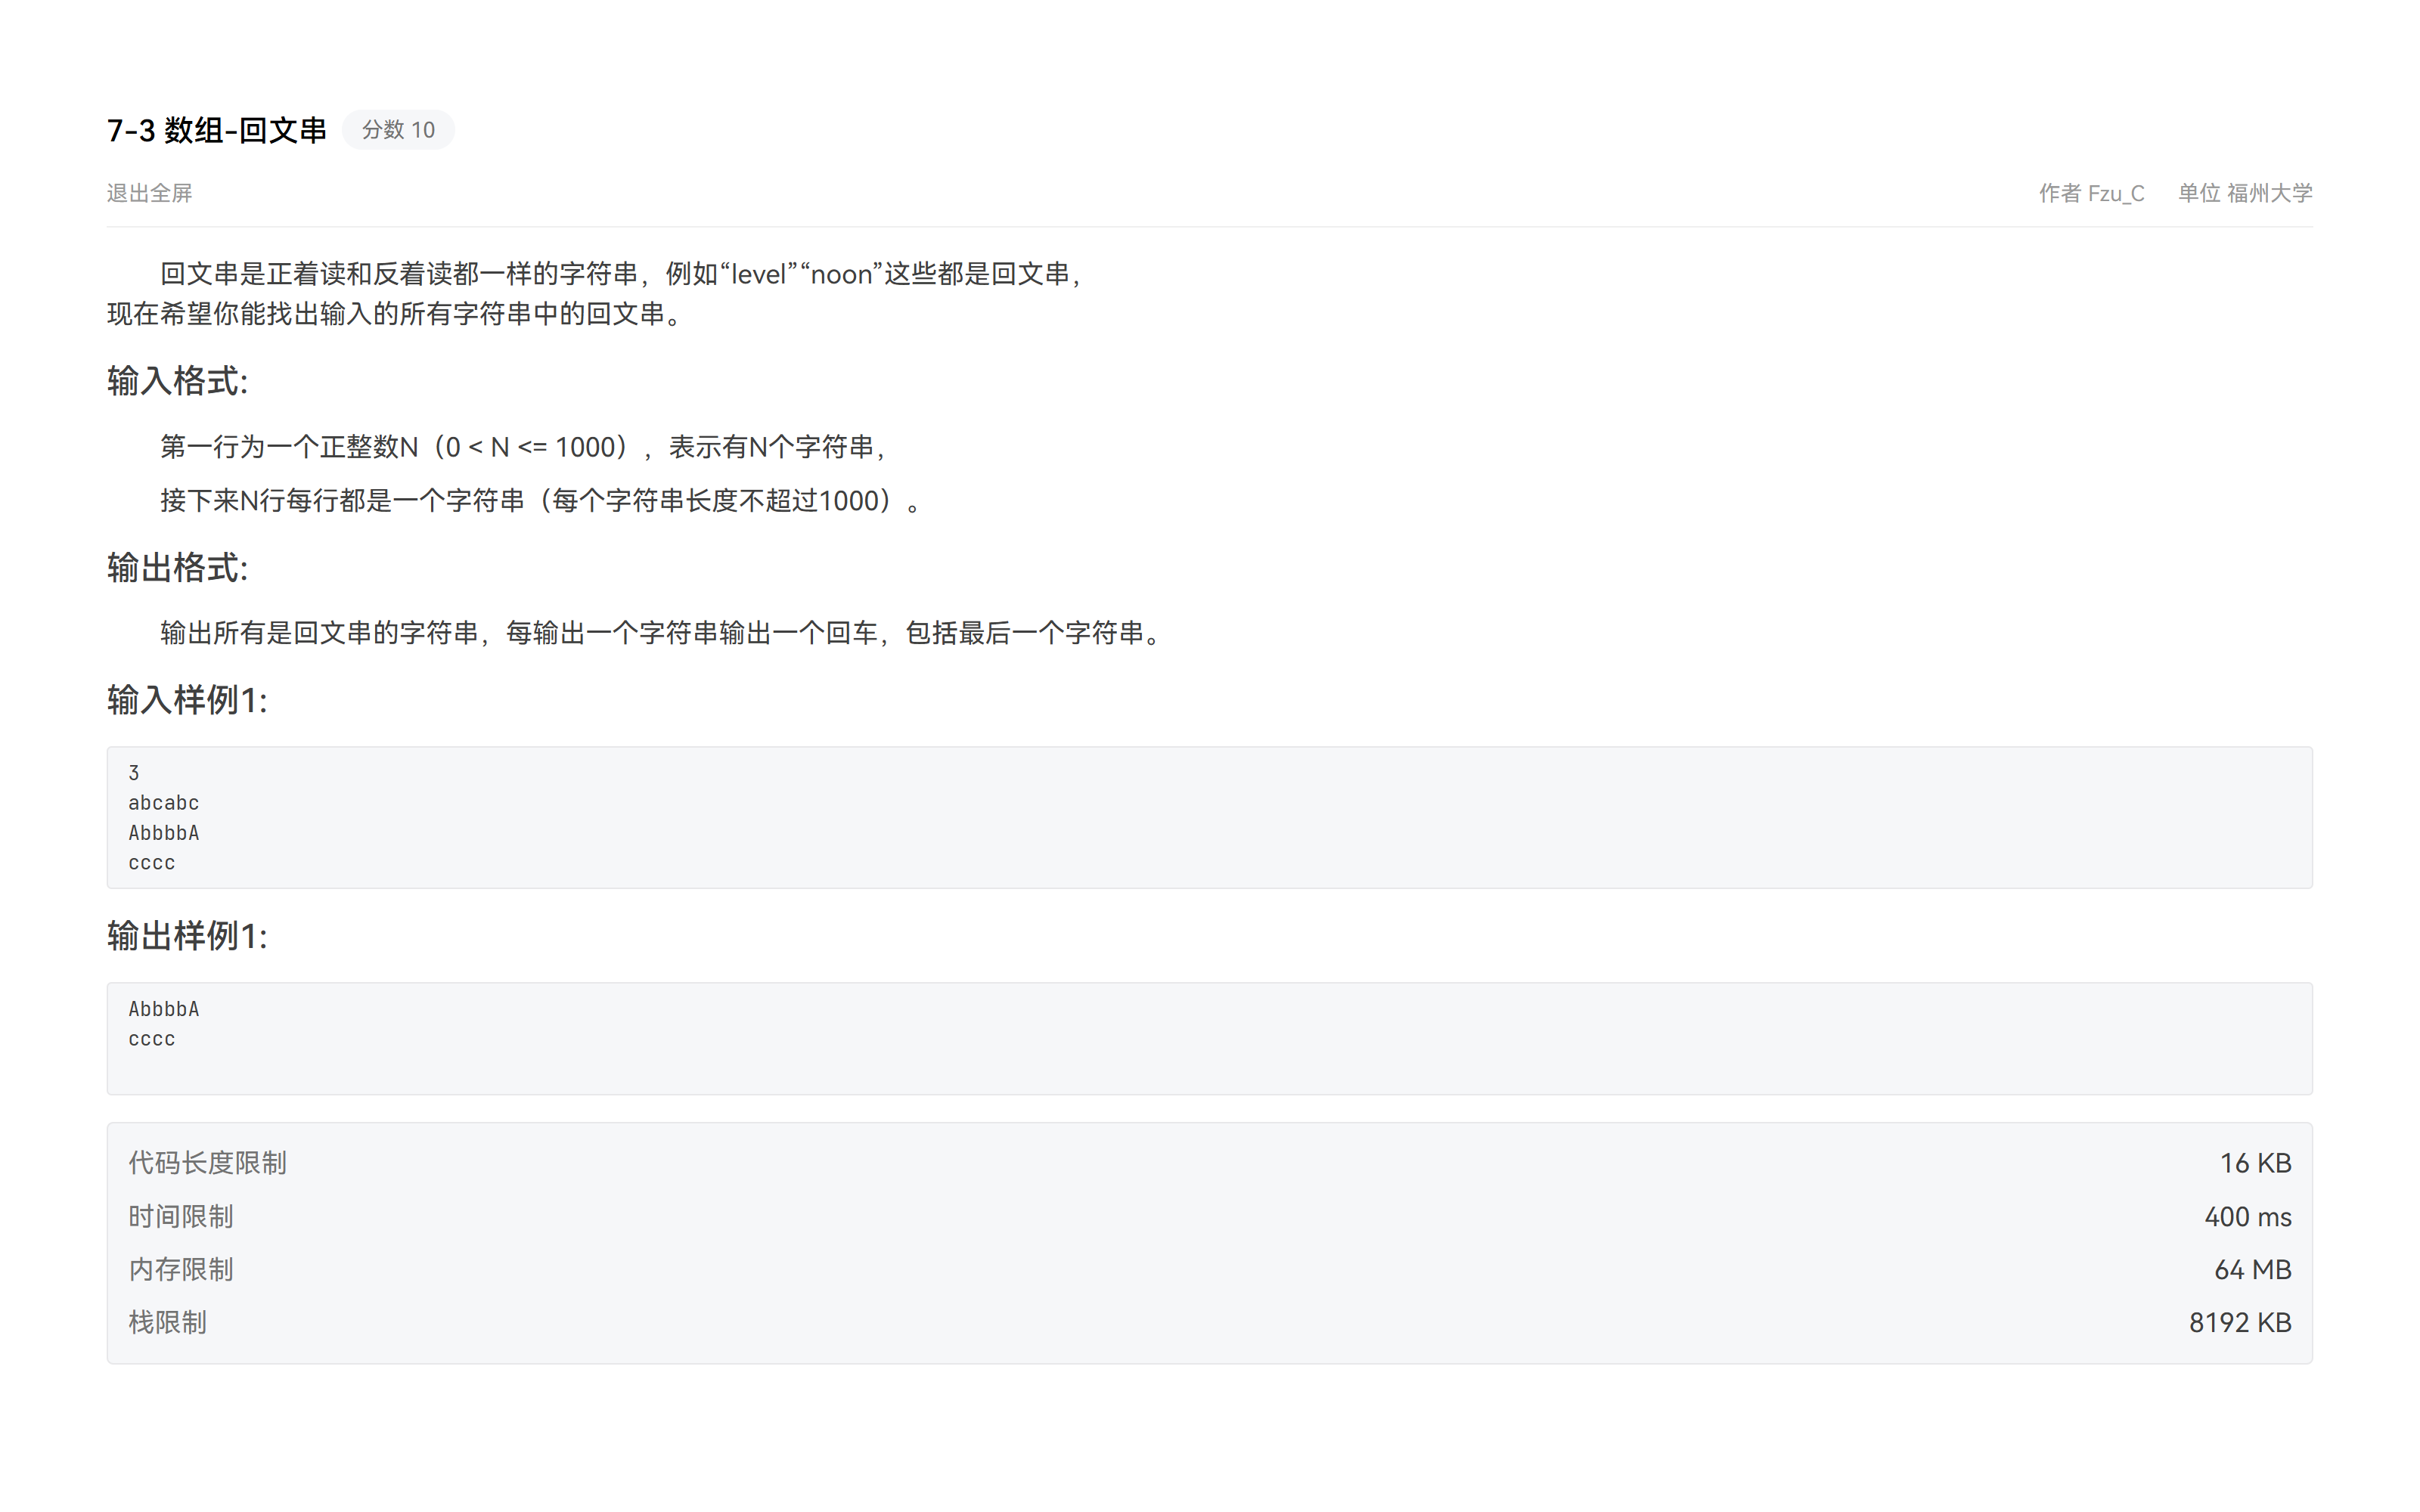 7-3 数组-回文串 分数 10
退出全屏 作者 Fzu_C 单位 福州大学
回文串是正着读和反着读都一样的字符串，例如“level”“noon”这些都是回文串，
现在希望你能找出输入的所有字符串中的回文串。
输入格式:
第一行为一个正整数N（0 < N <= 1000），表示有N个字符串，
接下来N行每行都是一个字符串（每个字符串长度不超过1000）。
输出格式:
输出所有是回文串的字符串，每输出一个字符串输出一个回车，包括最后一个字符串。
输入样例1:
3
abcabc
AbbbbA
cccc
输出样例1:
AbbbbA
cccc
代码长度限制 16 KB
时间限制 400 ms
内存限制 64 MB
栈限制 8192 KB